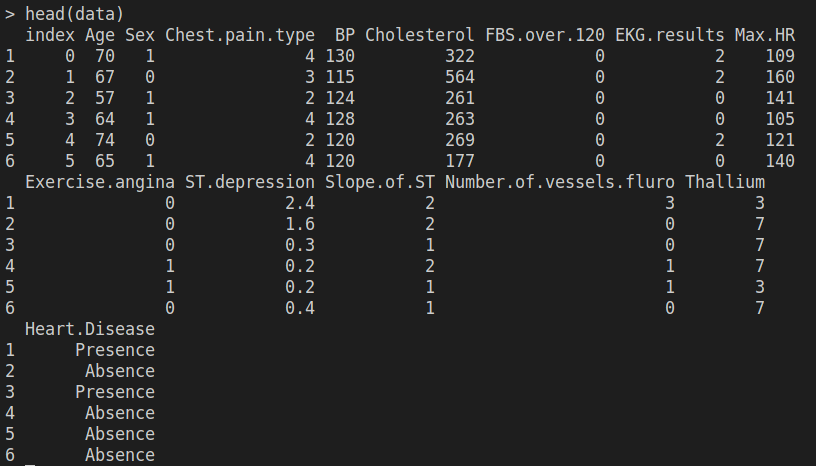 > head(data)
  index Age Sex Chest.pain.type  BP Cholesterol FBS.over.120 EKG.results Max.HR
1     0  70   1               4 130         322            0           2    109
2     1  67   0               3 115         564            0           2    160
3     2  57   1               2 124         261            0           0    141
4     3  64   1               4 128         263            0           0    105
5     4  74   0               2 120         269            0           2    121
6     5  65   1               4 120         177            0           0    140
  Exercise.angina ST.depression Slope.of.ST Number.of.vessels.fluro Thallium
1               0           2.4           2                       3        3
2               0           1.6           2                       0        7
3               0           0.3           1                       0        7
4               1           0.2           2                       1        7
5               1           0.2           1                       1        3
6               0           0.4           1                       0        7
  Heart.Disease
1      Presence
2       Absence
3      Presence
4       Absence
5       Absence
6       Absence